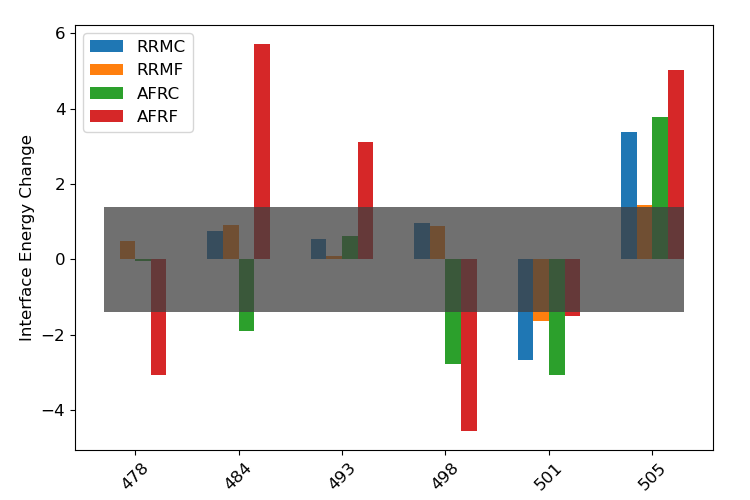 6
4
2
0
−2
−4
Interface Energy Change
RRMC
RRMF
AFRC
AFRF
478
484
493
498
501
505